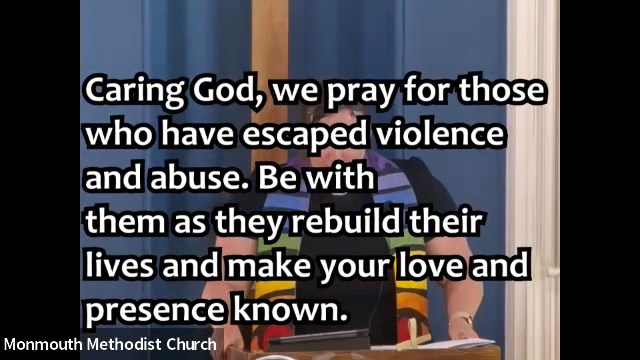 Caring God, we pray for those
who have escaped violence
and abuse. Be with
them as they rebuild their
lives and make your love and
presence known.
Monmouth Methodist Church